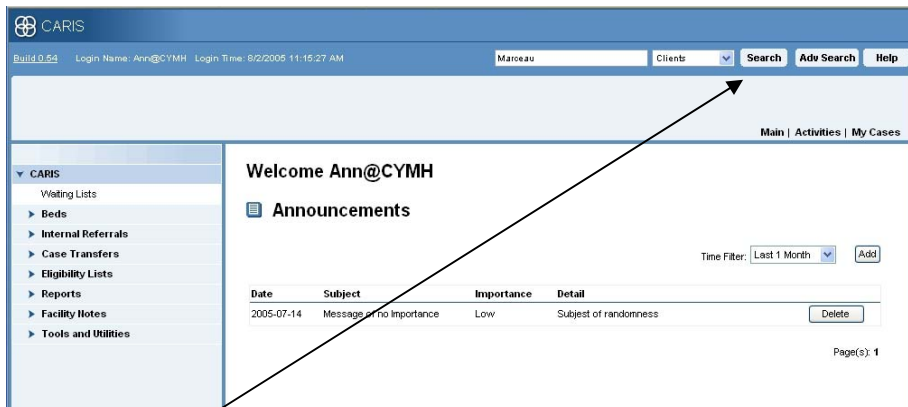 CARIS
Build 0.54 Login Name: Ann@CYMH Login Time: 8/2/2005 11:15:27 AM Marceau Clients Search Adv Search Help
Main | Activities | My Cases
CARIS
Waiting Lists
Beds
Internal Referrals
Case Transfers
Eligibility Lists
Reports
Facility Notes
Tools and Utilities
Welcome Ann@CYMH
Announcements
Time Filter: Last 1 Month Add
Date Subject Importance Detail
2005-07-14 Message of no Importance Low Subjest of randomness Delete
Page(s): 1